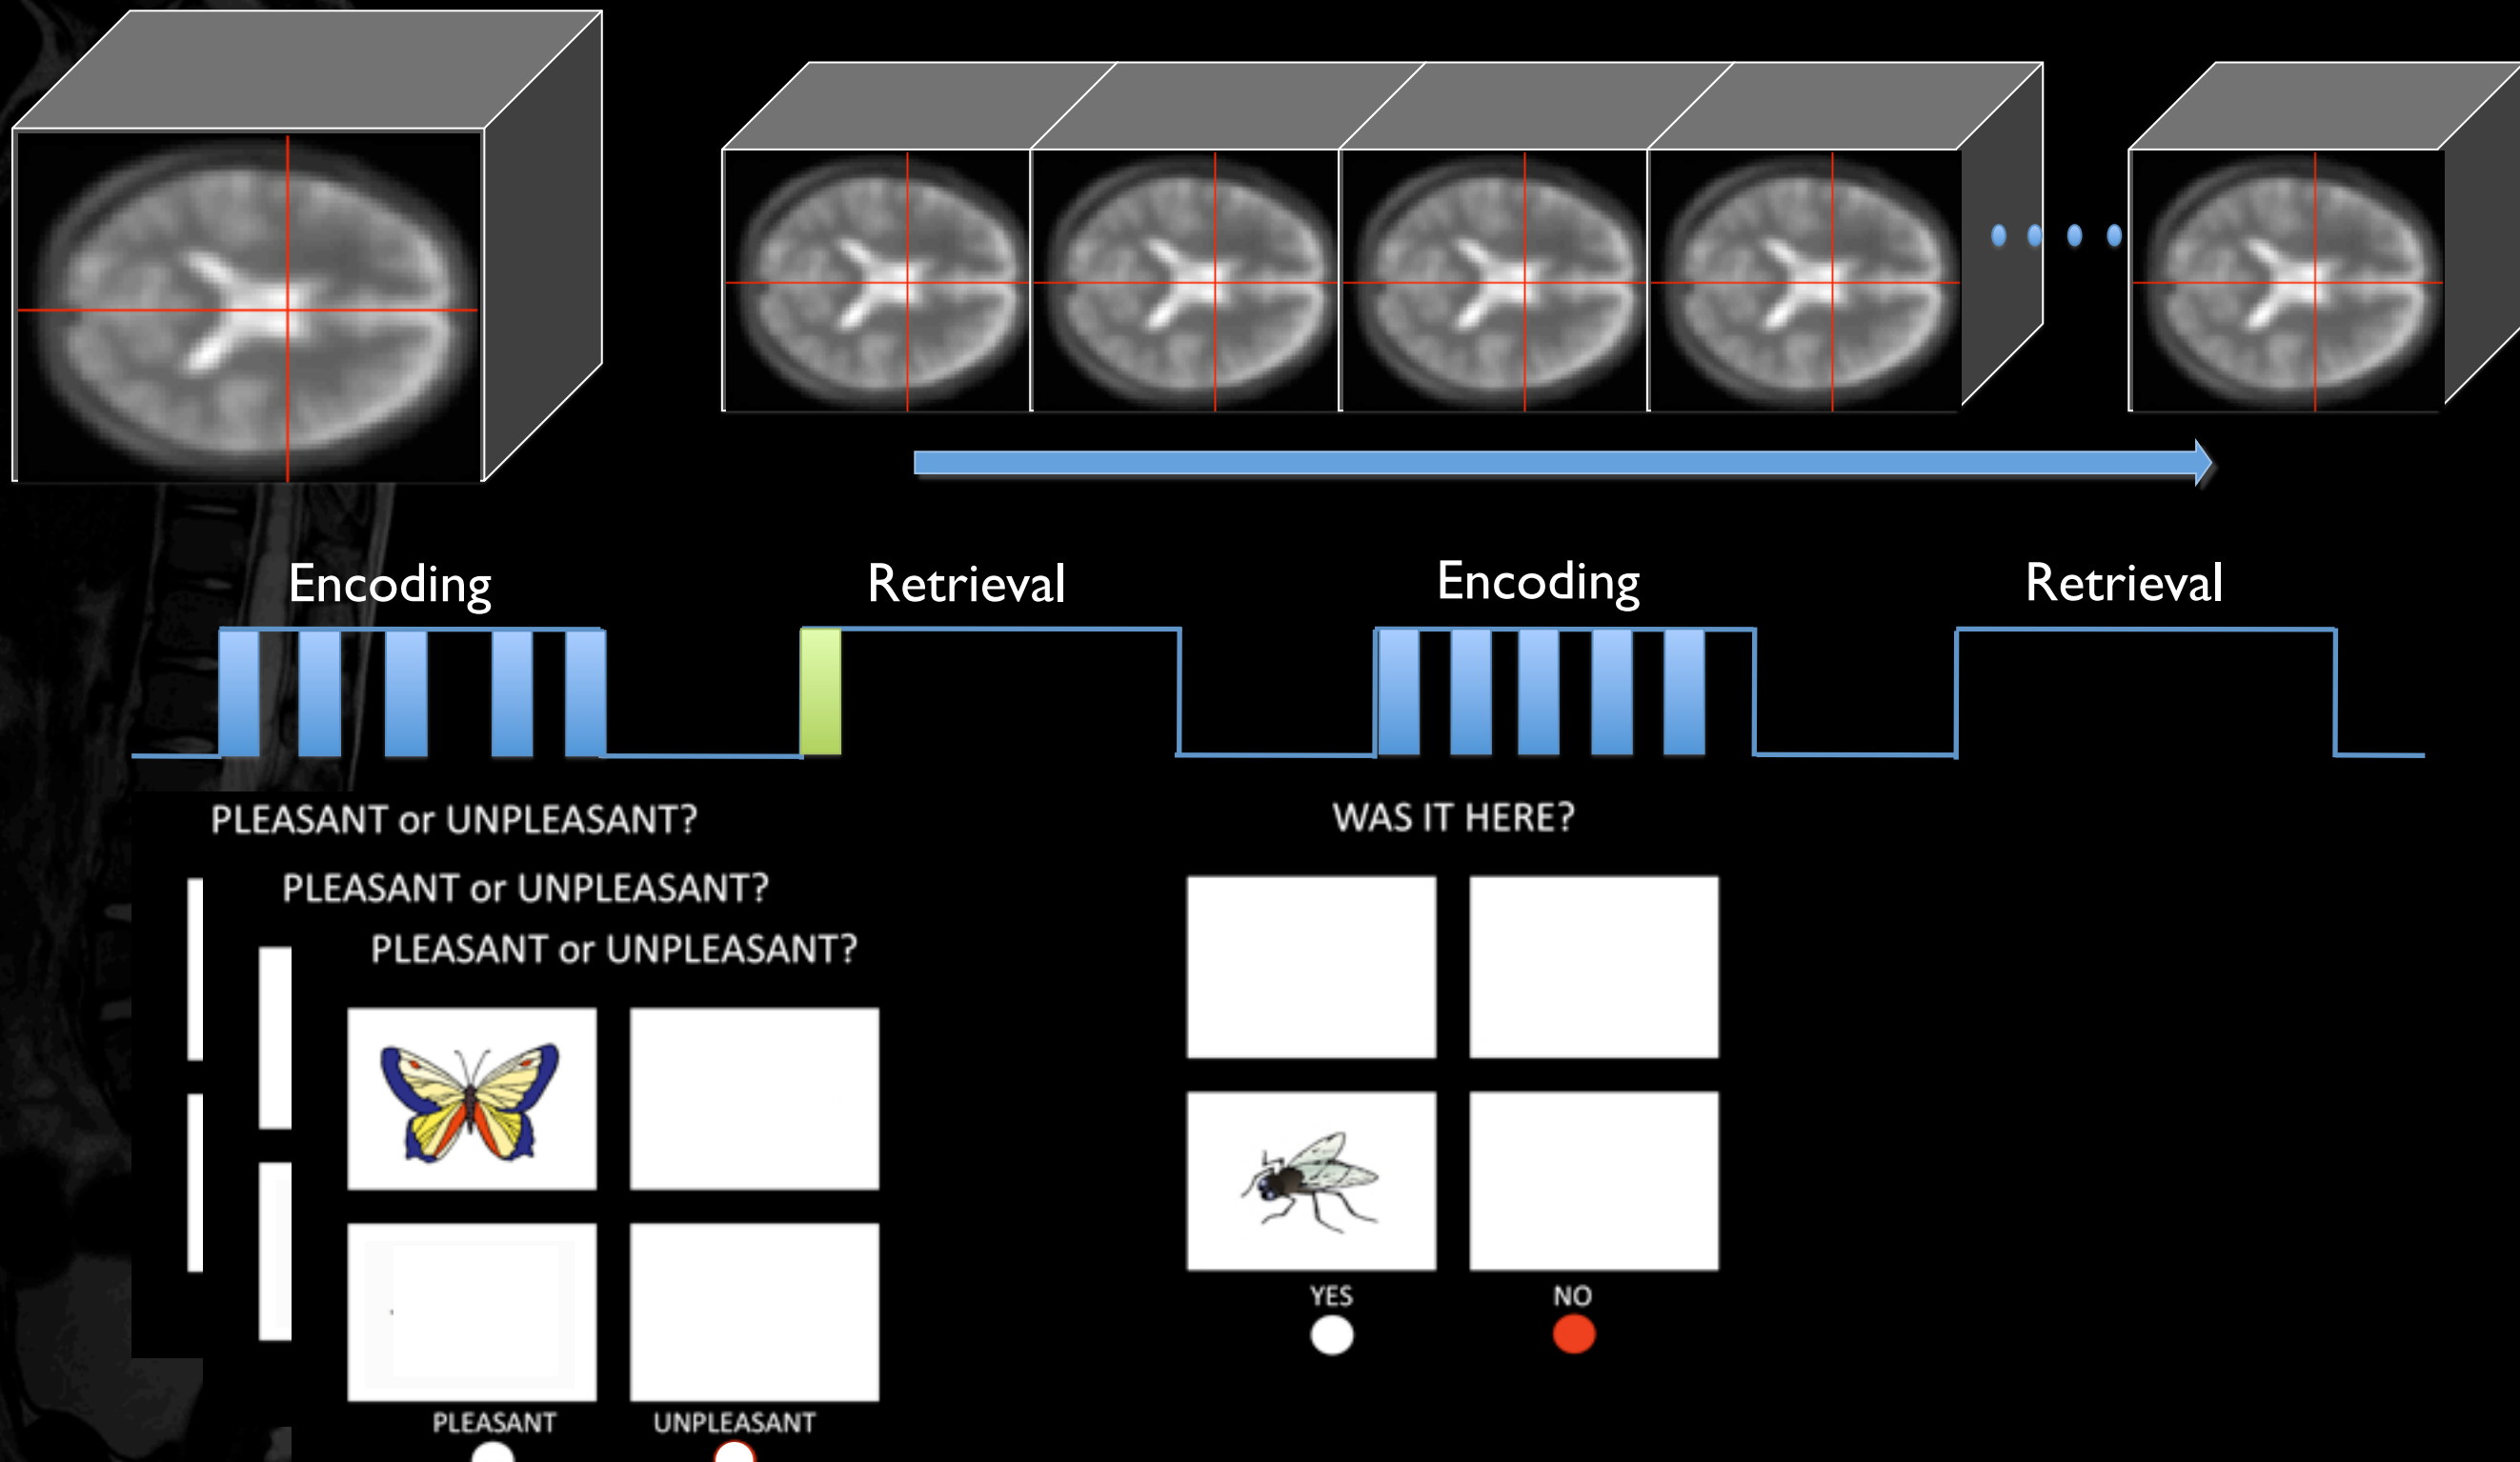 Encoding Retrieval Encoding Retrieval
PLEASANT or UNPLEASANT?
PLEASANT or UNPLEASANT?
PLEASANT or UNPLEASANT?
PLEASANT UNPLEASANT
WAS IT HERE?
YES NO